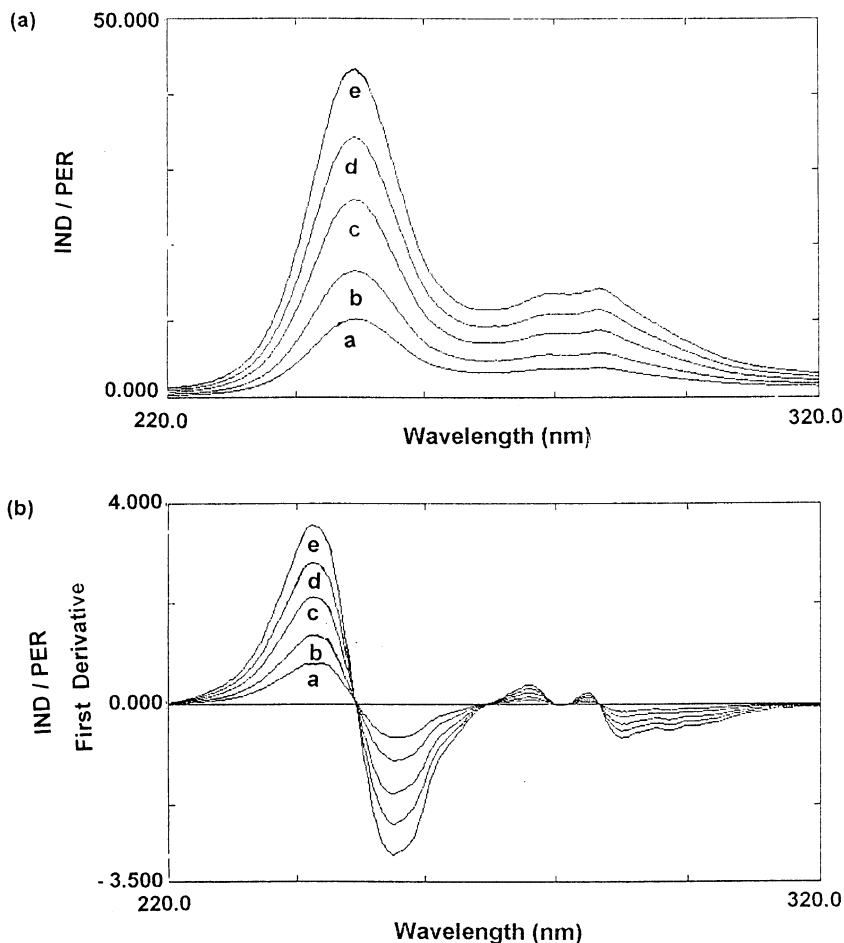 (a)
50.000
IND / PER
e
d
c
b
a
0.000
220.0
320.0
Wavelength (nm)
(b)
4.000
IND / PER
First Derivative
e
d
c
b
a
0.000
- 3.500
220.0
320.0
Wavelength (nm)